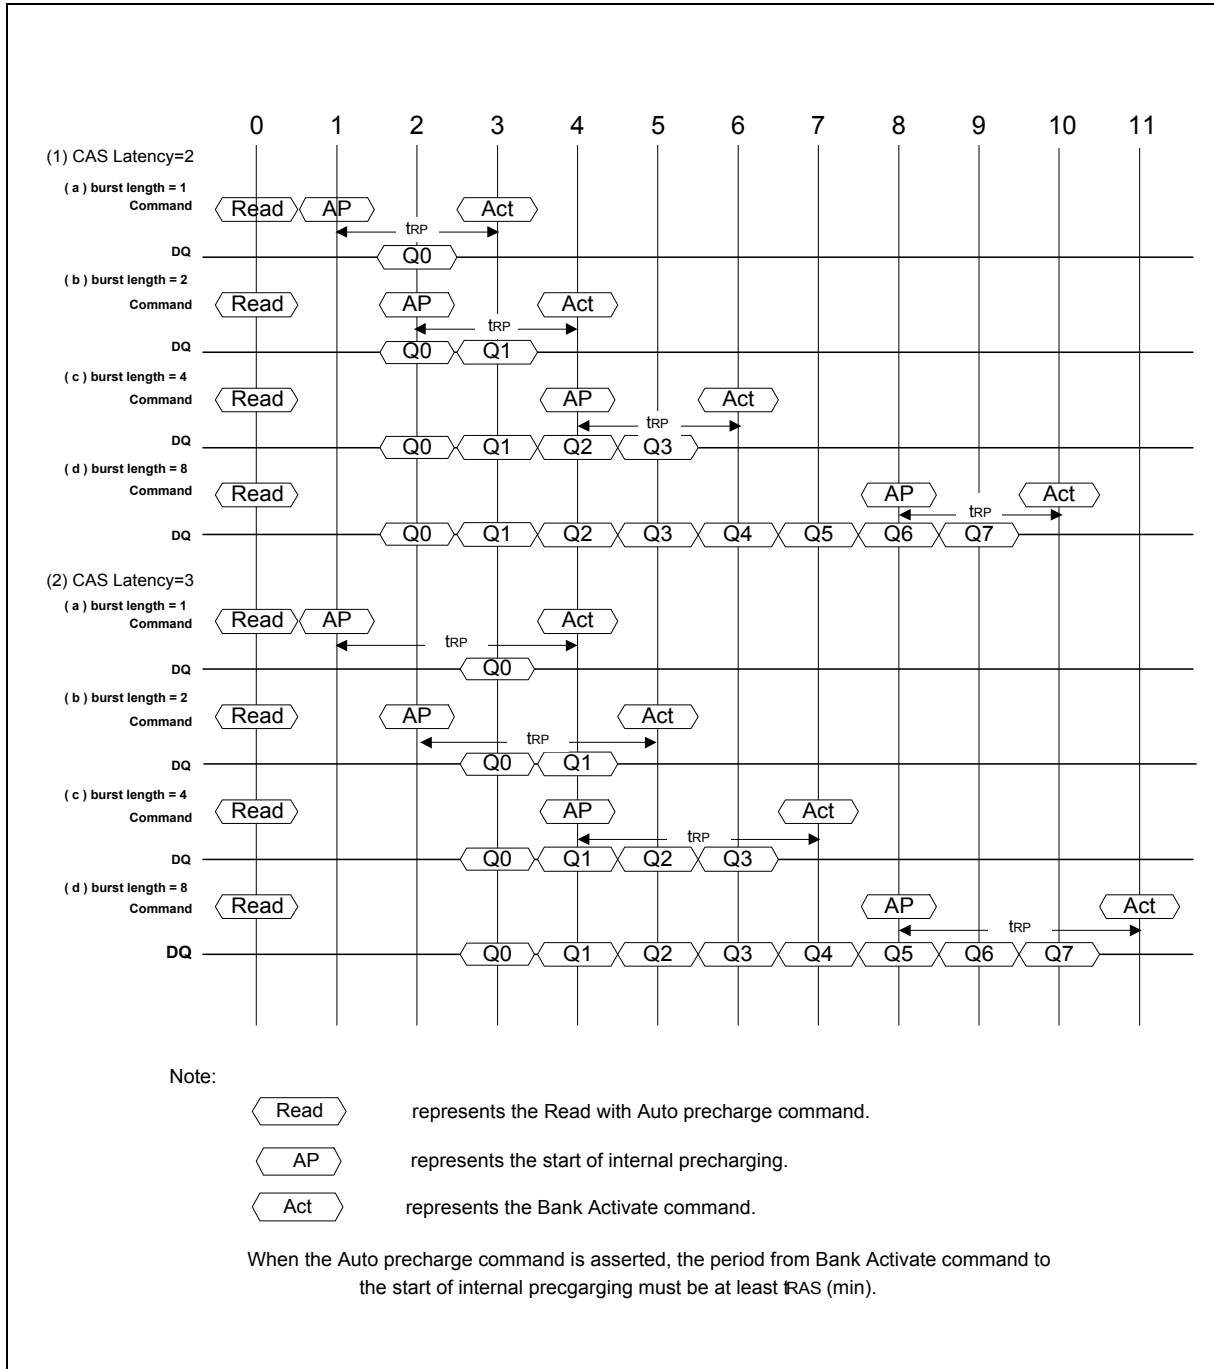 0 1 2 3 4 5 6 7 8 9 10 11
(1) CAS Latency=2
( a ) burst length = 1
Command Read AP Act
tRP
DQ Q0
( b ) burst length = 2
Command Read AP Act
tRP
DQ Q0 Q1
( c ) burst length = 4
Command Read AP Act
tRP
DQ Q0 Q1 Q2 Q3
( d ) burst length = 8
Command Read AP Act
tRP
DQ Q0 Q1 Q2 Q3 Q4 Q5 Q6 Q7
(2) CAS Latency=3
( a ) burst length = 1
Command Read AP Act
tRP
DQ Q0
( b ) burst length = 2
Command Read AP Act
tRP
DQ Q0 Q1
( c ) burst length = 4
Command Read AP Act
tRP
DQ Q0 Q1 Q2 Q3
( d ) burst length = 8
Command Read AP Act
tRP
DQ Q0 Q1 Q2 Q3 Q4 Q5 Q6 Q7
Note:
Read represents the Read with Auto precharge command.
AP represents the start of internal precharging.
Act represents the Bank Activate command.
When the Auto precharge command is asserted, the period from Bank Activate command to
the start of internal precgarging must be at least tRAS (min).